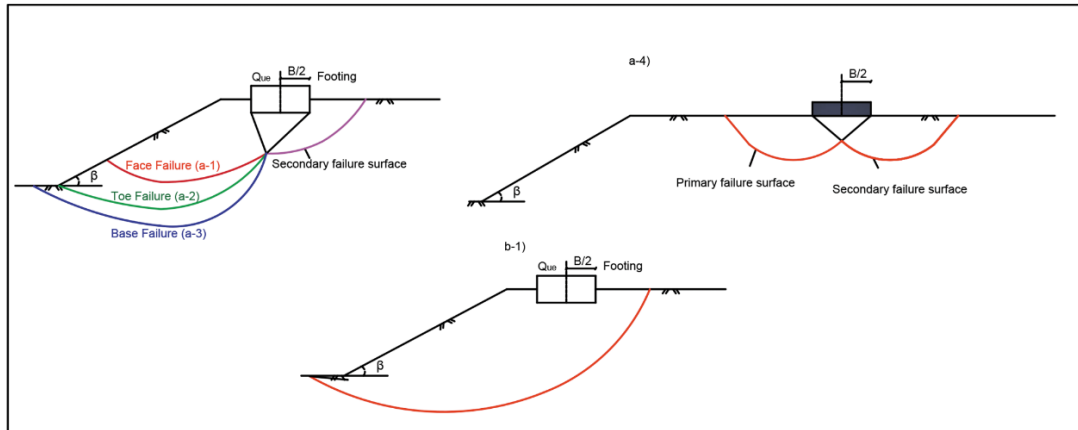 Que B/2 Footing
Face Failure (a-1)
Secondary failure surface
β
Toe Failure (a-2)
Base Failure (a-3)
a-4)
B/2
Primary failure surface
Secondary failure surface
β
b-1)
Que B/2 Footing
β